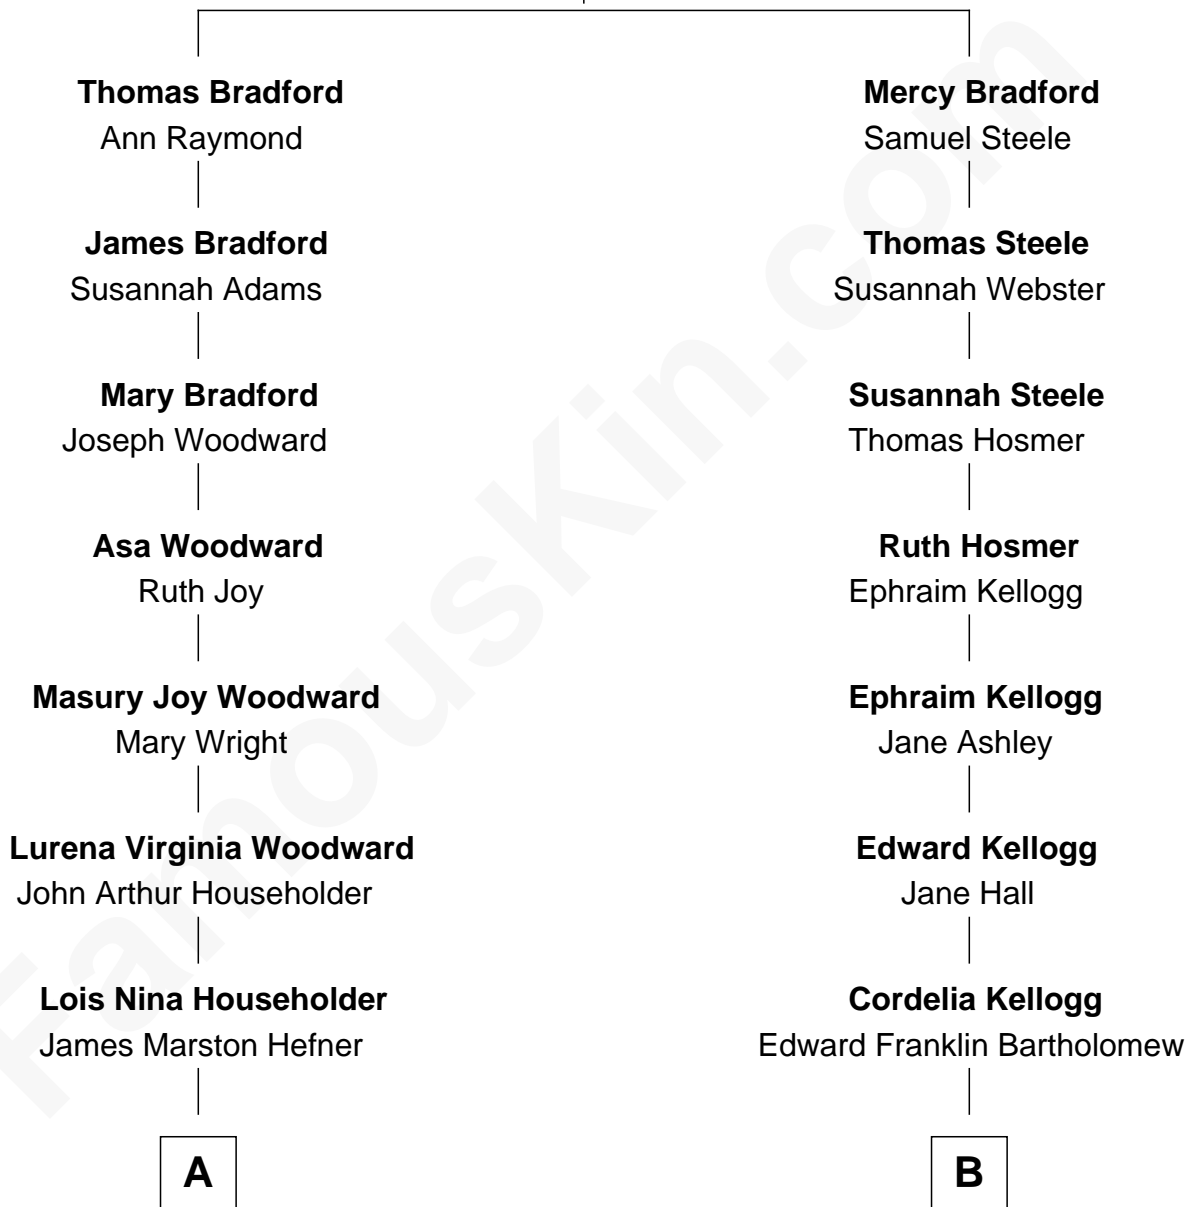 Thomas Bradford
Ann Raymond
James Bradford
Susannah Adams
Mary Bradford
Joseph Woodward
Asa Woodward
Ruth Joy
Masury Joy Woodward
Mary Wright
Lurena Virginia Woodward
John Arthur Householder
Lois Nina Householder
James Marston Hefner
A
Mercy Bradford
Samuel Steele
Thomas Steele
Susannah Webster
Susannah Steele
Thomas Hosmer
Ruth Hosmer
Ephraim Kellogg
Ephraim Kellogg
Jane Ashley
Edward Kellogg
Jane Hall
Cordelia Kellogg
Edward Franklin Bartholomew
B
FamousKin.com